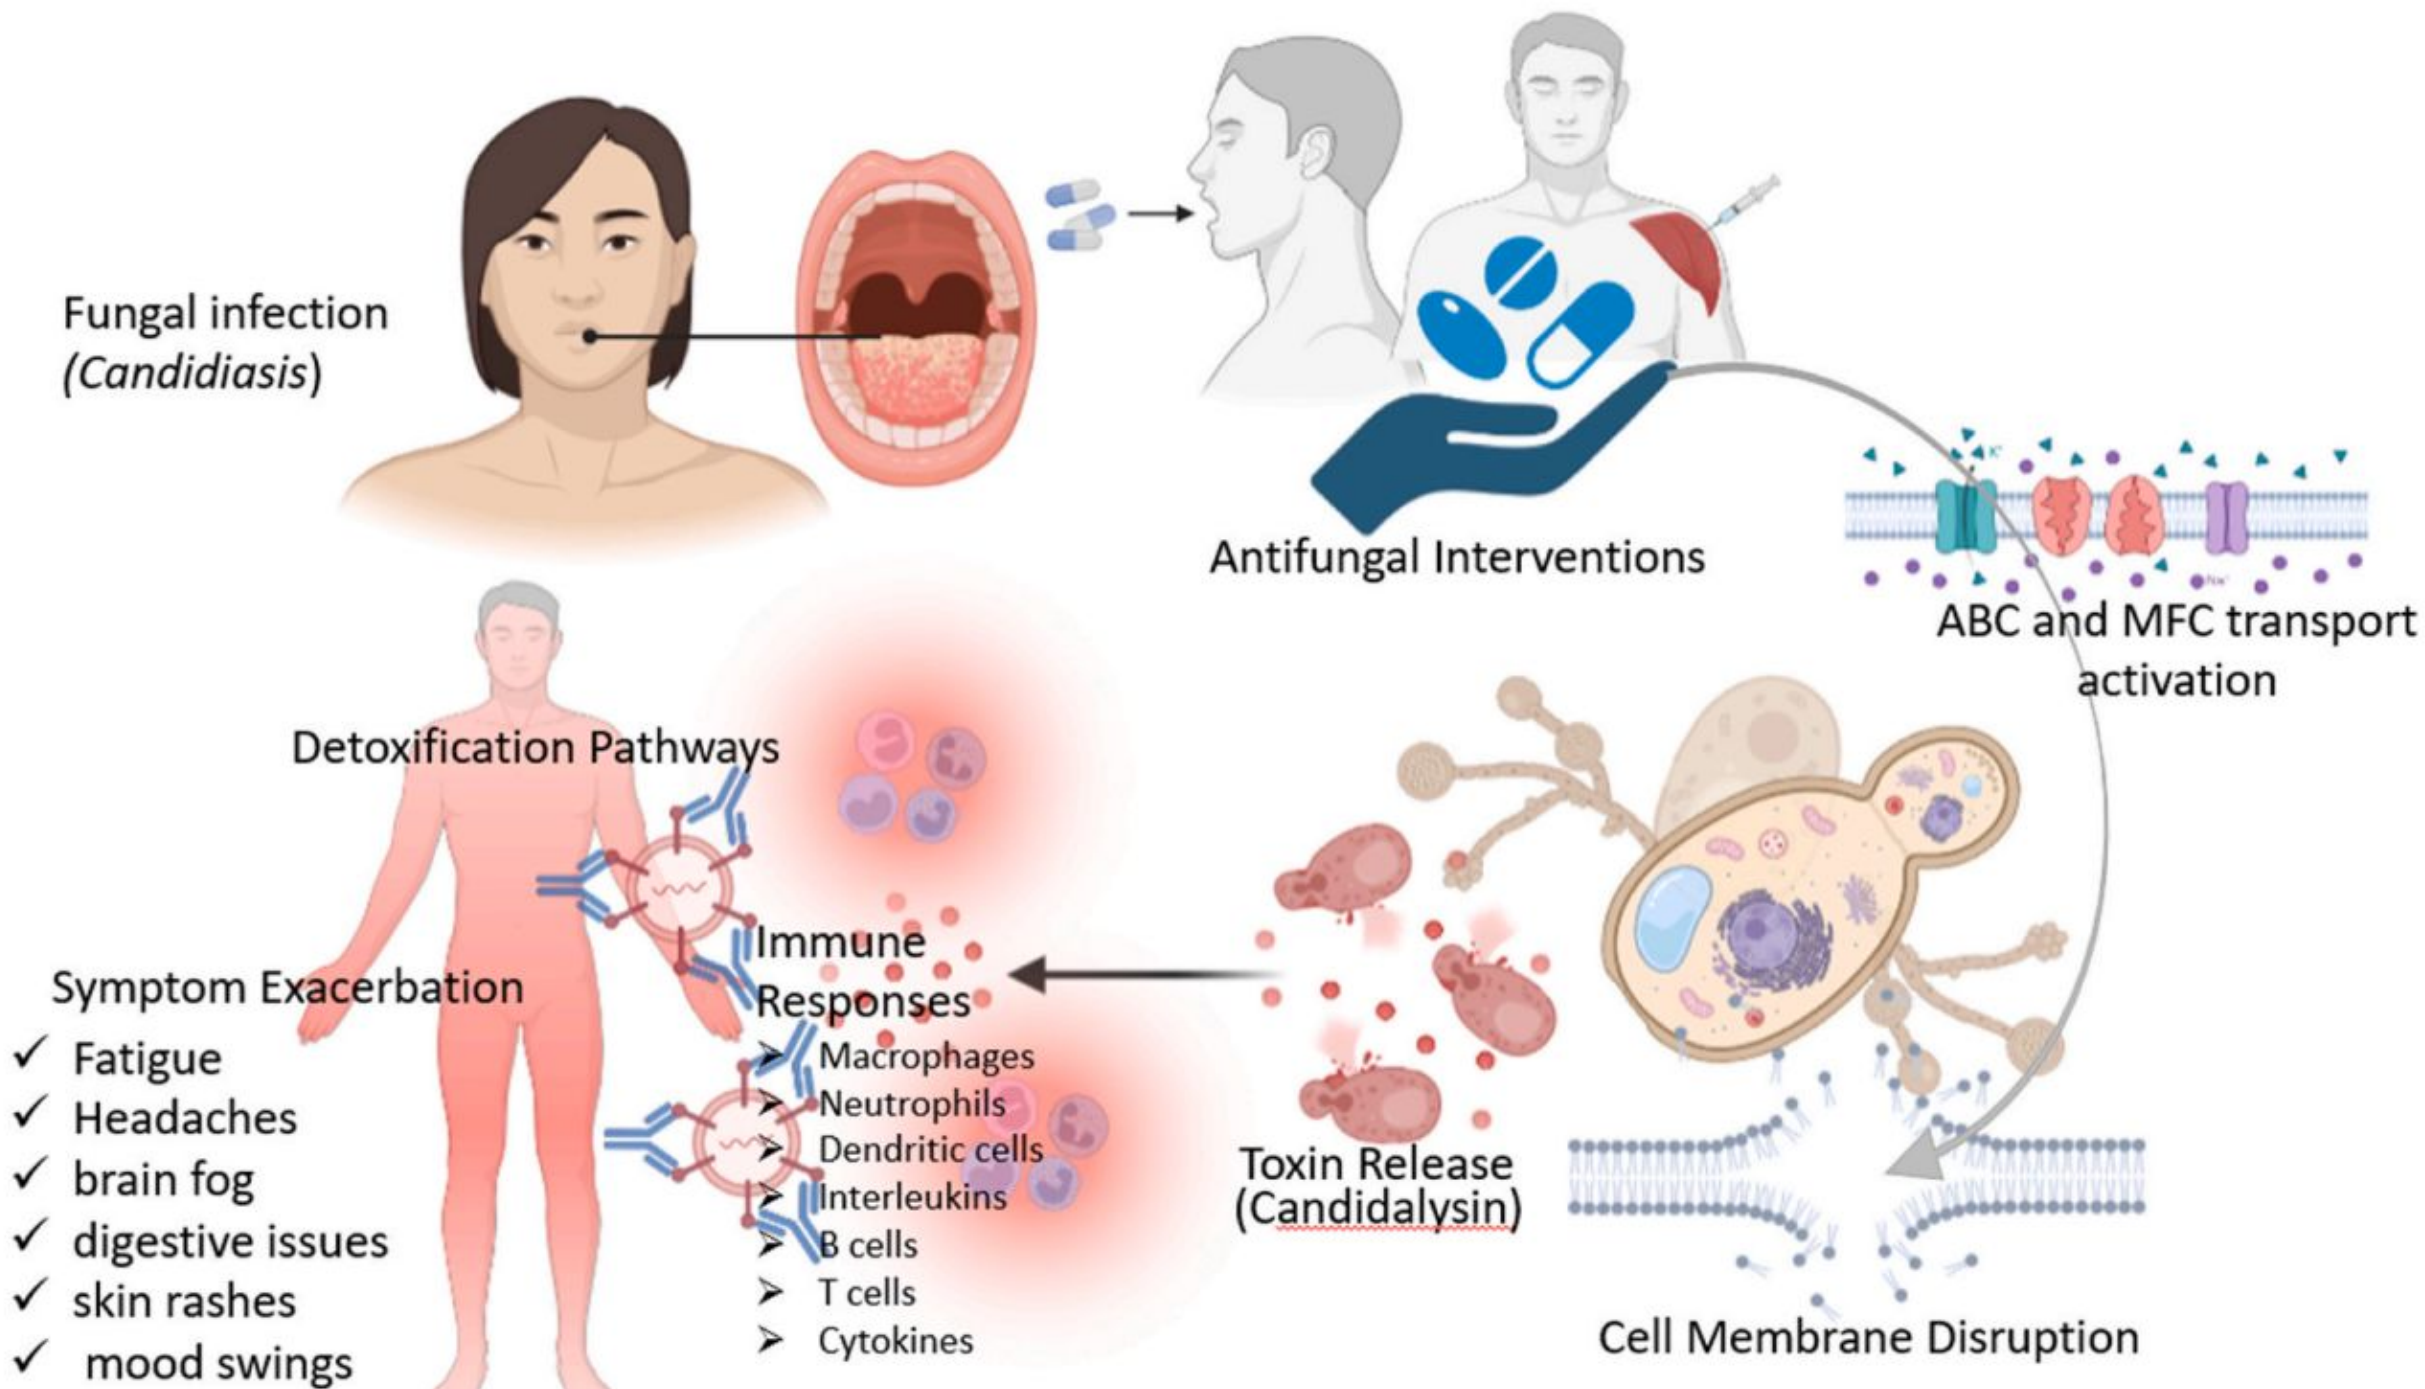 Fungal infection
(Candidiasis)
Antifungal Interventions
K+
Na+
ABC and MFC transport
activation
Detoxification Pathways
Immune
Responses
Macrophages
Neutrophils
Dendritic cells
Interleukins
B cells
T cells
Cytokines
Symptom Exacerbation
Fatigue
Headaches
brain fog
digestive issues
skin rashes
mood swings
Toxin Release
(Candidalysin)
Cell Membrane Disruption